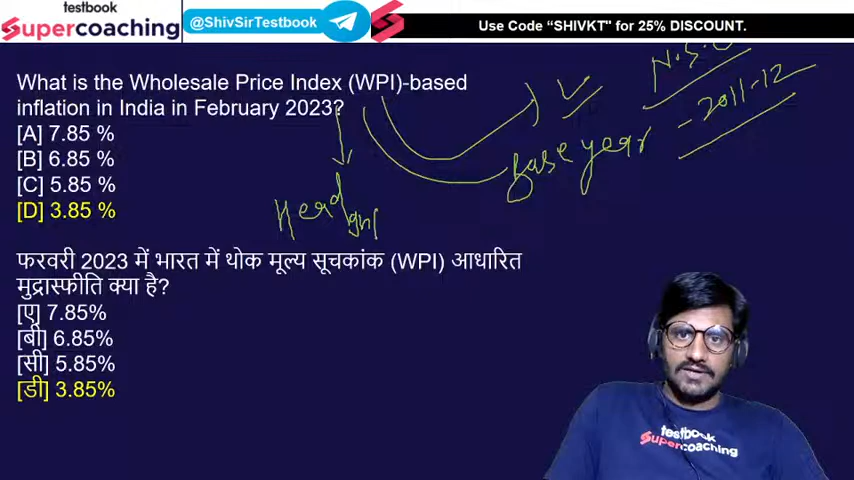 testbook
Supercoaching
@ShivSirTestbook
Use Code “SHIVKT" for 25% DISCOUNT.
What is the Wholesale Price Index (WPI)-based
inflation in India in February 2023?
[A] 7.85 %
[B] 6.85 %
[C] 5.85 %
[D] 3.85 %
N.S.O
Base year - 2011-12
Head
फरवरी 2023 में भारत में थोक मूल्य सूचकांक (WPI) आधारित
मुद्रास्फीति क्या है?
[ए] 7.85%
[बी] 6.85%
[सी] 5.85%
[डी] 3.85%
testbook
Supercoaching